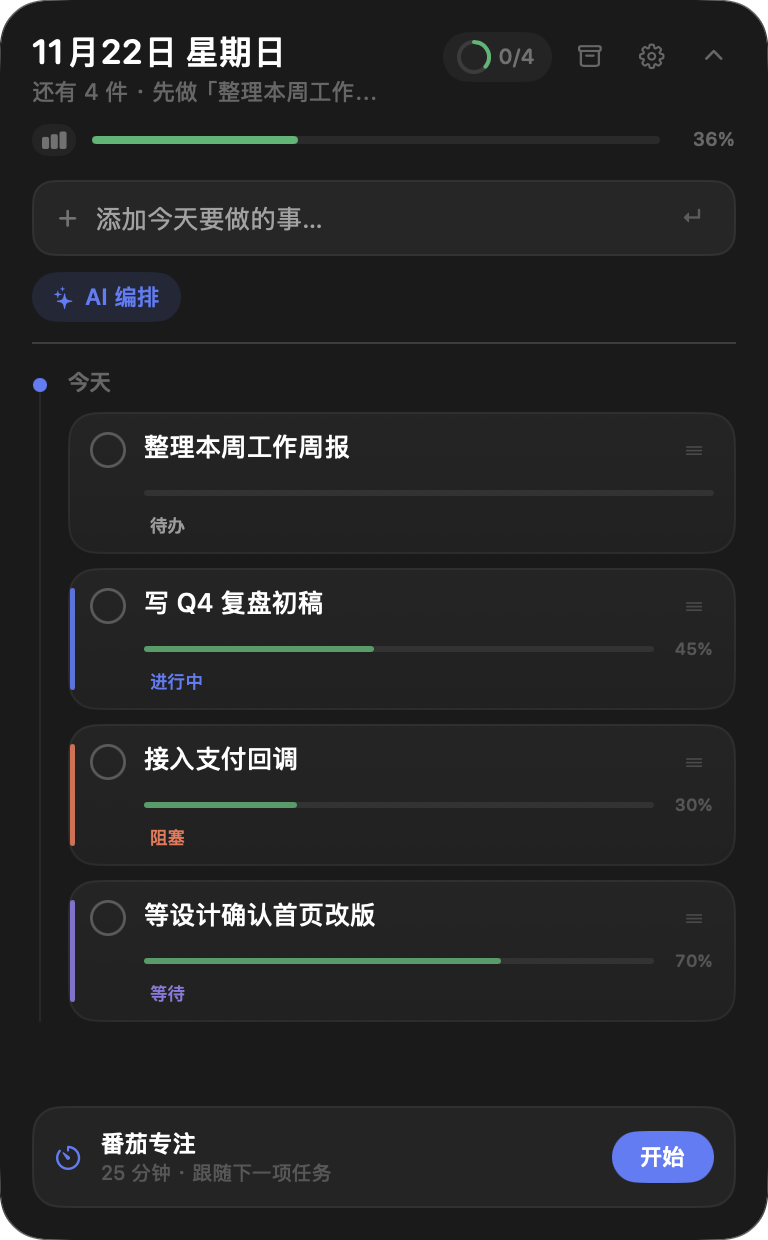 11月22日 星期日
0/4
还有 4 件 · 先做「整理本周工作...
36%
添加今天要做的事...
AI 编排
今天
整理本周工作周报
待办
写 Q4 复盘初稿
45%
进行中
接入支付回调
30%
阻塞
等设计确认首页改版
70%
等待
番茄专注
25 分钟 · 跟随下一项任务
开始